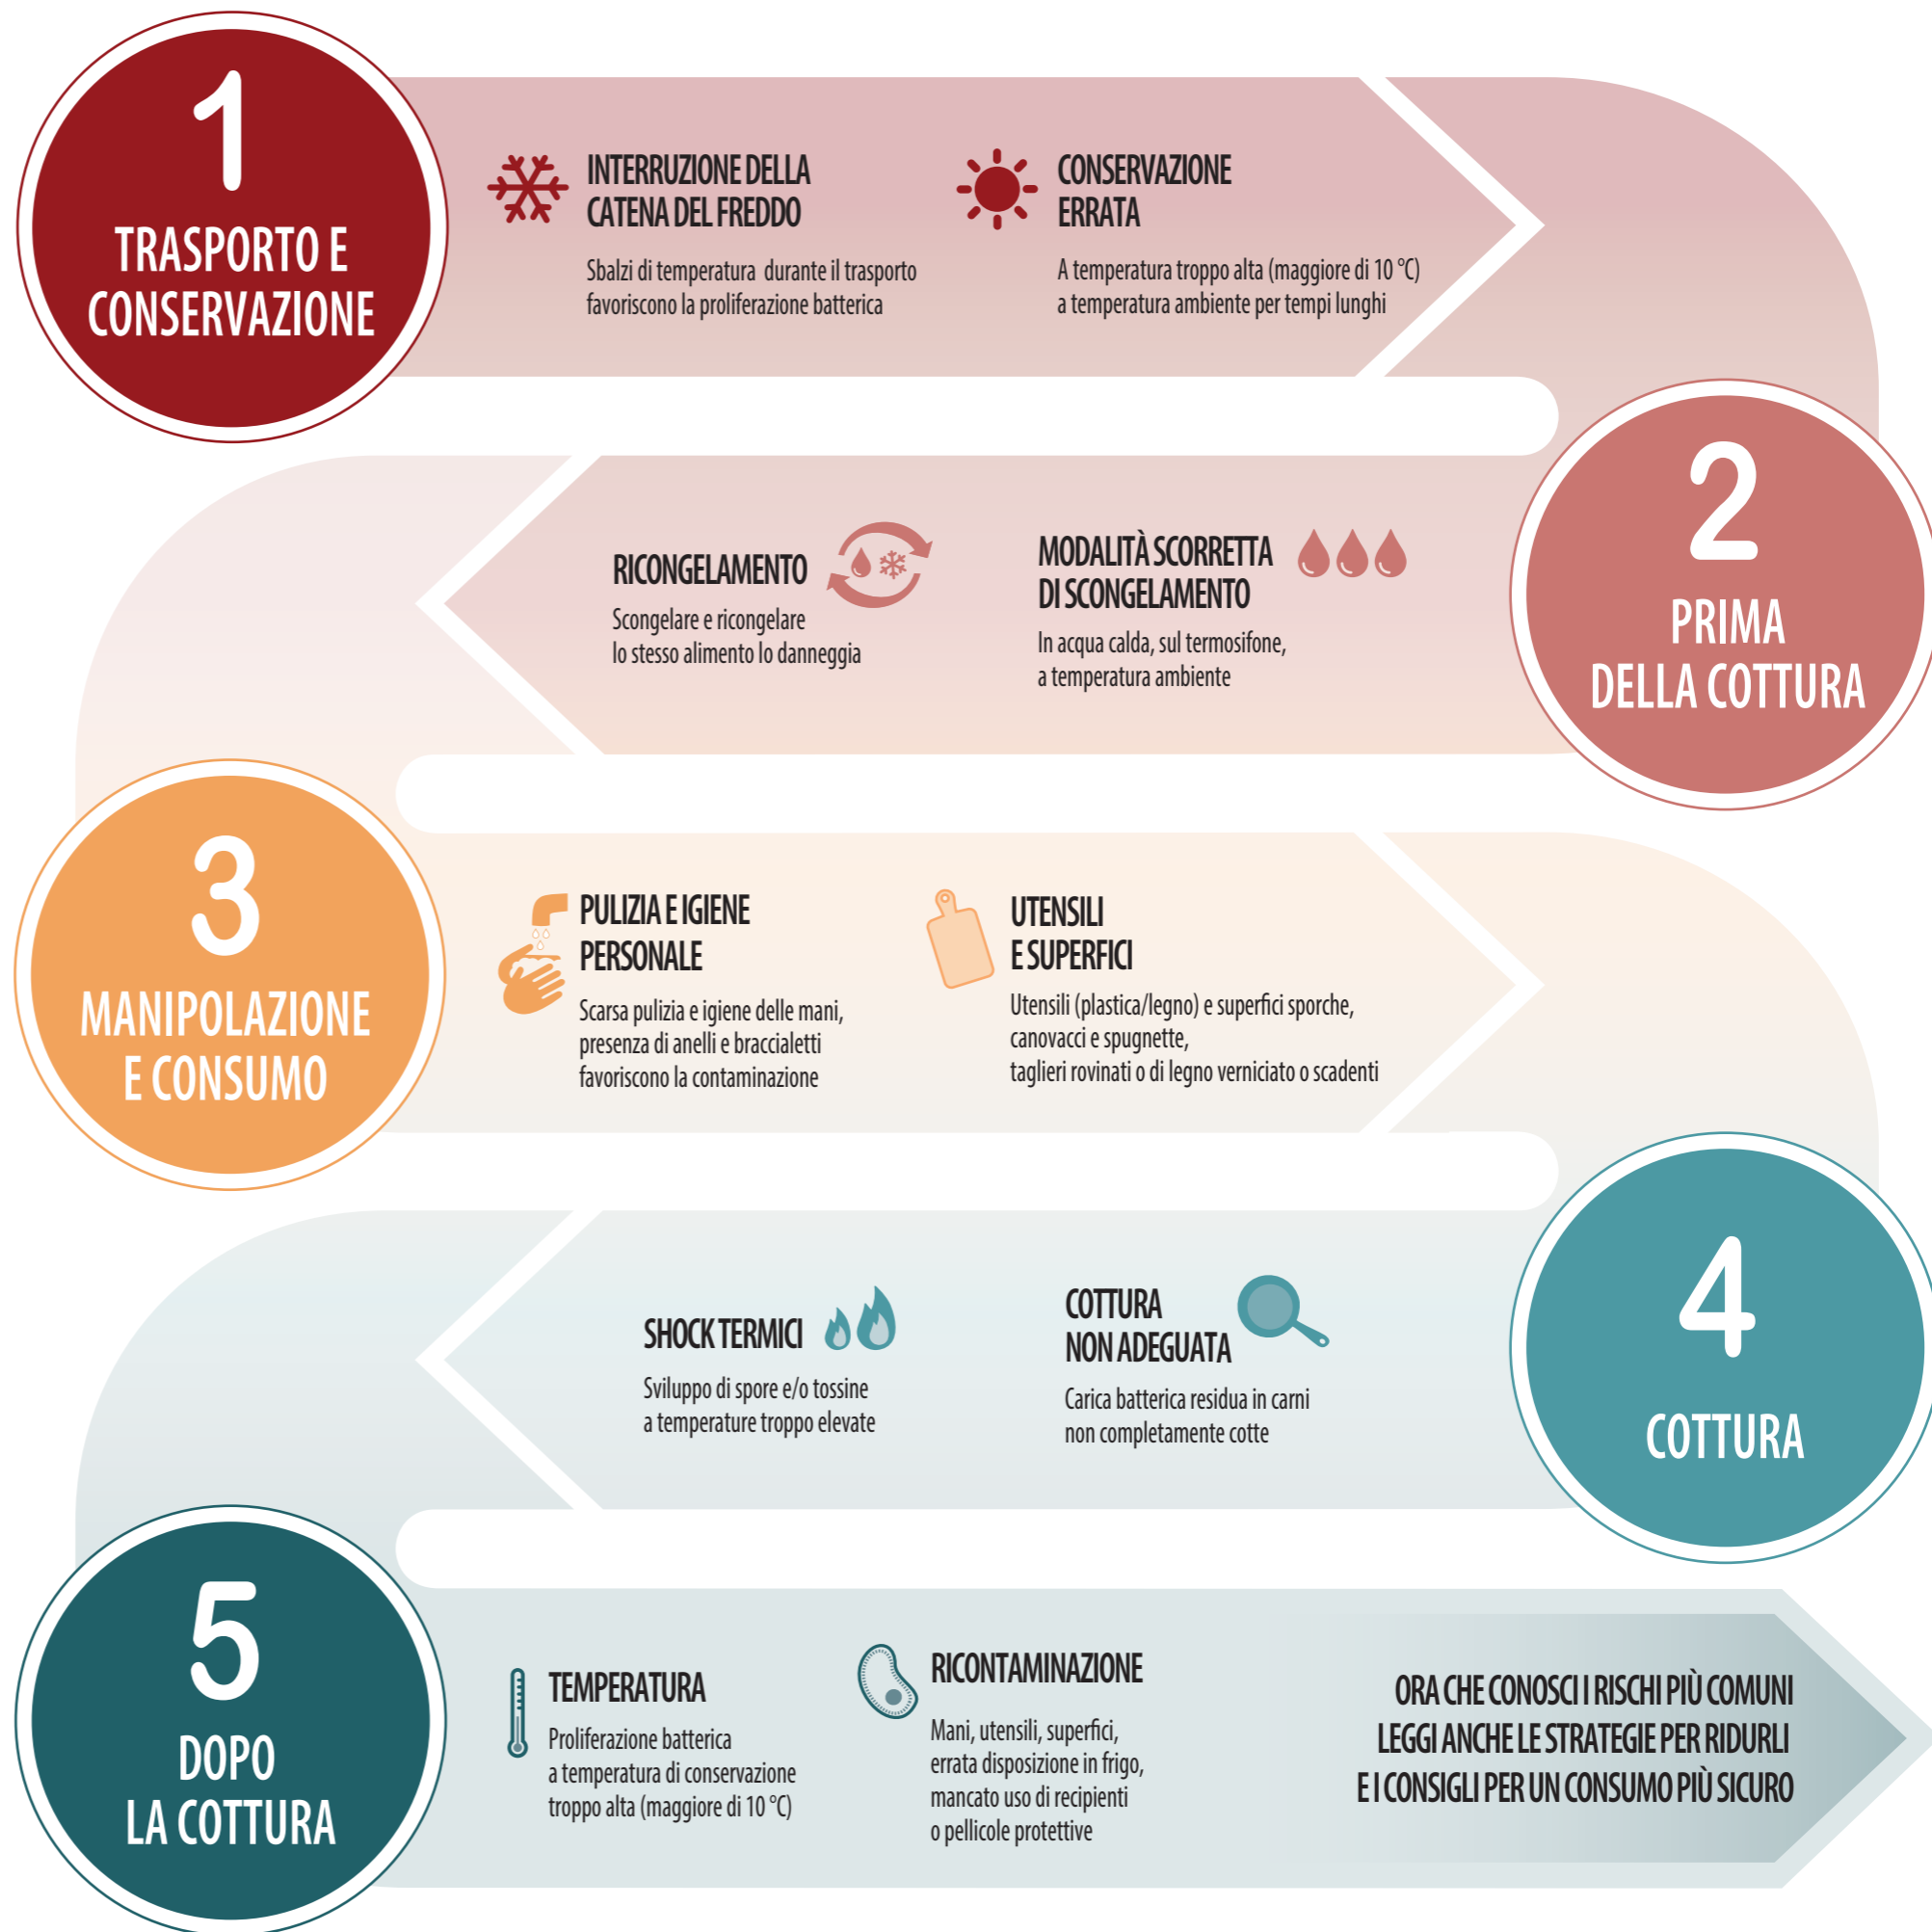 1
TRASPORTO E
CONSERVAZIONE
INTERRUZIONE DELLA
CATENA DEL FREDDO
Sbalzi di temperatura durante il trasporto
favoriscono la proliferazione batterica
CONSERVAZIONE
ERRATA
A temperatura troppo alta (maggiore di 10 °C)
a temperatura ambiente per tempi lunghi
2
PRIMA
DELLA COTTURA
RICONGELAMENTO
Scongelare e ricongelare
lo stesso alimento lo danneggia
MODALITÀ SCORRETTA
DI SCONGELAMENTO
In acqua calda, sul termosifone,
a temperatura ambiente
3
MANIPOLAZIONE
E CONSUMO
PULIZIA E IGIENE
PERSONALE
Scarsa pulizia e igiene delle mani,
presenza di anelli e braccialetti
favoriscono la contaminazione
UTENSILI
E SUPERFICI
Utensili (plastica/legno) e superfici sporche,
canovacci e spugnette,
taglieri rovinati o di legno verniciato o scadenti
4
COTTURA
SHOCK TERMICI
Sviluppo di spore e/o tossine
a temperature troppo elevate
COTTURA
NON ADEGUATA
Carica batterica residua in carni
non completamente cotte
5
DOPO
LA COTTURA
TEMPERATURA
Proliferazione batterica
a temperatura di conservazione
troppo alta (maggiore di 10 °C)
RICONTAMINAZIONE
Mani, utensili, superfici,
errata disposizione in frigo,
mancato uso di recipienti
o pellicole protettive
ORA CHE CONOSCI I RISCHI PIÙ COMUNI
LEGGI ANCHE LE STRATEGIE PER RIDURLI
E I CONSIGLI PER UN CONSUMO PIÙ SICURO